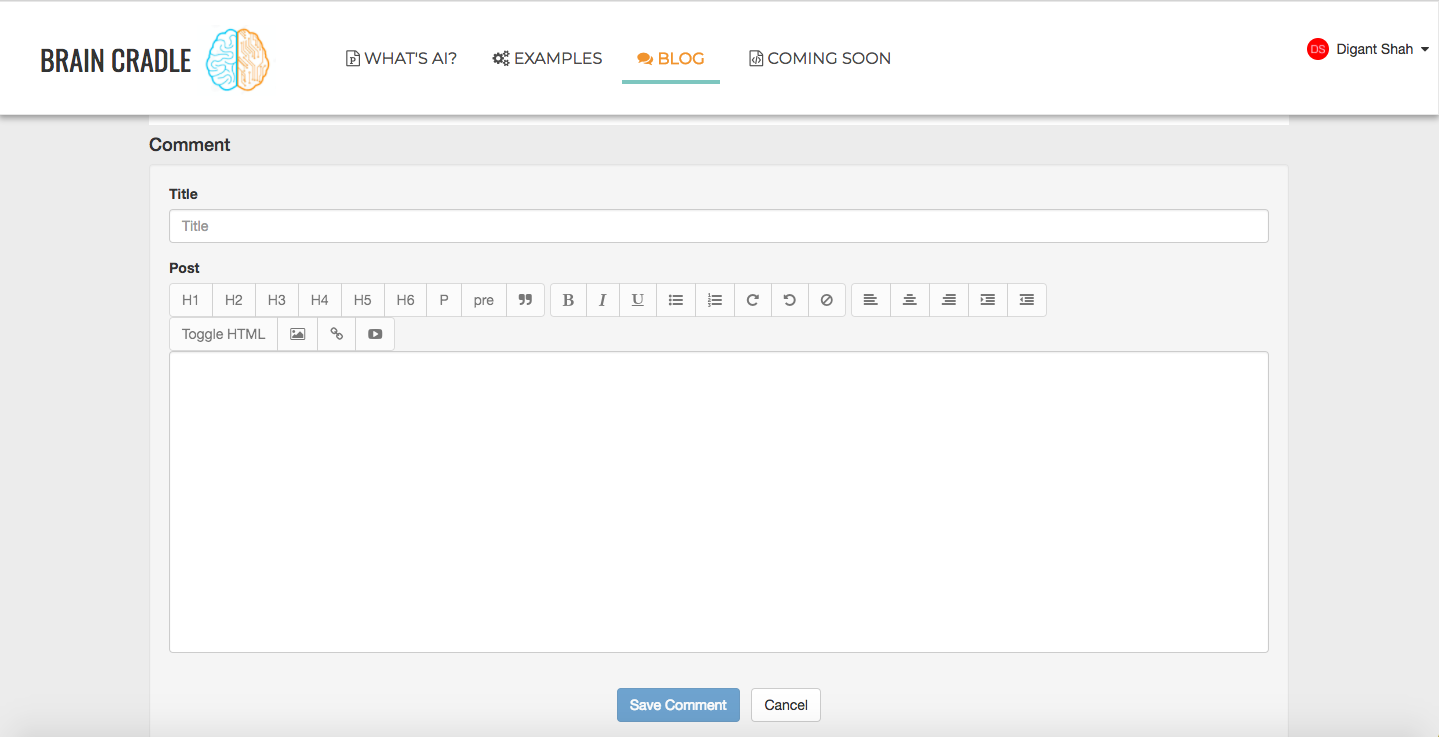 BRAIN CRADLE WHAT'S AI? EXAMPLES BLOG COMING SOON DS Digant Shah
Comment
Title
Title
Post
H1 H2 H3 H4 H5 H6 P pre B I U
Toggle HTML
Save Comment Cancel